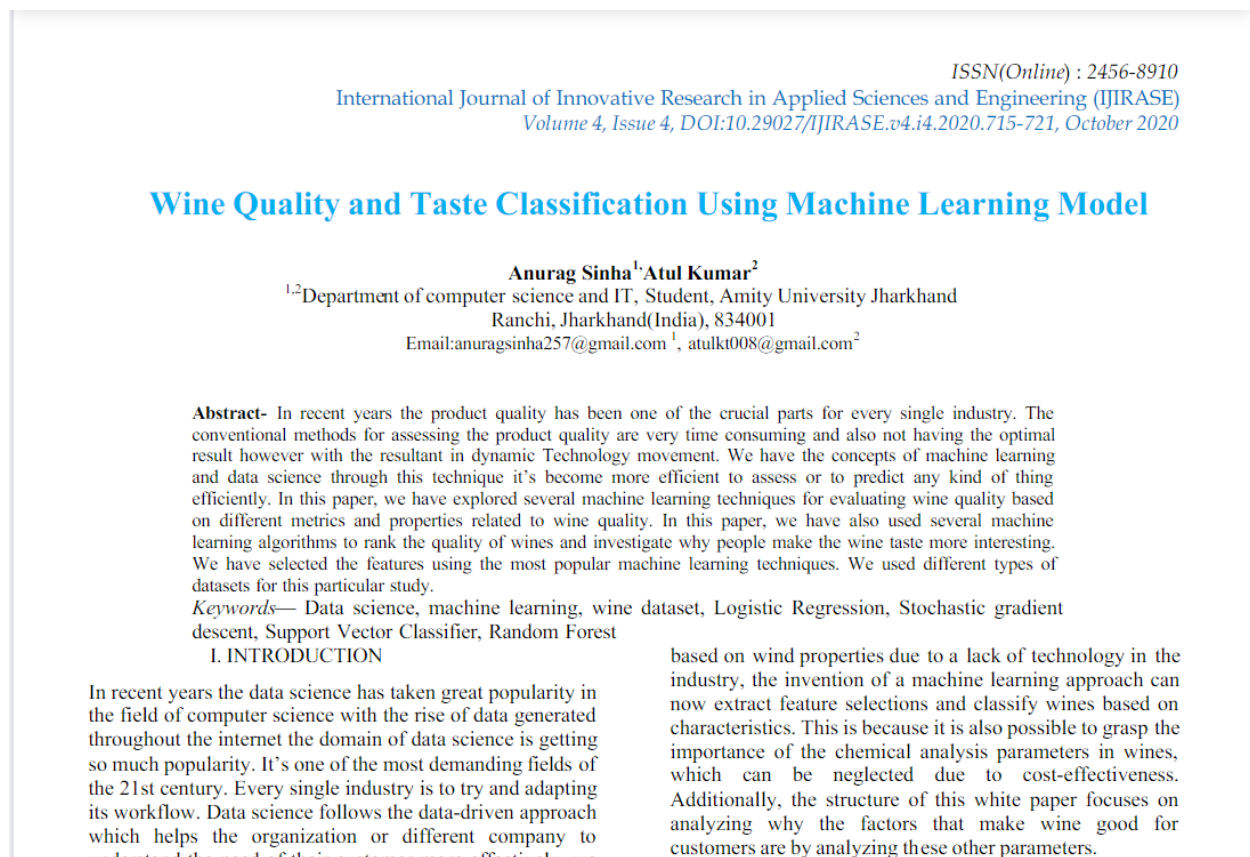 ISSN(Online) : 2456-8910
International Journal of Innovative Research in Applied Sciences and Engineering (IJIRASE)
Volume 4, Issue 4, DOI:10.29027/IJIRASE.v4.i4.2020.715-721, October 2020
Wine Quality and Taste Classification Using Machine Learning Model
Anurag Sinha1,Atul Kumar2
1,2Department of computer science and IT, Student, Amity University Jharkhand
Ranchi, Jharkhand(India), 834001
Email:anuragsinha257@gmail.com 1, atulkt008@gmail.com2
Abstract- In recent years the product quality has been one of the crucial parts for every single industry. The
conventional methods for assessing the product quality are very time consuming and also not having the optimal
result however with the resultant in dynamic Technology movement. We have the concepts of machine learning
and data science through this technique it's become more efficient to assess or to predict any kind of thing
efficiently. In this paper, we have explored several machine learning techniques for evaluating wine quality based
on different metrics and properties related to wine quality. In this paper, we have also used several machine
learning algorithms to rank the quality of wines and investigate why people make the wine taste more interesting.
We have selected the features using the most popular machine learning techniques. We used different types of
datasets for this particular study.
Keywords— Data science, machine learning, wine dataset, Logistic Regression, Stochastic gradient
descent, Support Vector Classifier, Random Forest
I. INTRODUCTION
In recent years the data science has taken great popularity in
the field of computer science with the rise of data generated
throughout the internet the domain of data science is getting
so much popularity. It's one of the most demanding fields of
the 21st century. Every single industry is to try and adapting
its workflow. Data science follows the data-driven approach
which helps the organization or different company to
understand the need of their customer more effectively, we
based on wind properties due to a lack of technology in the
industry, the invention of a machine learning approach can
now extract feature selections and classify wines based on
characteristics. This is because it is also possible to grasp the
importance of the chemical analysis parameters in wines,
which can be neglected due to cost-effectiveness.
Additionally, the structure of this white paper focuses on
analyzing why the factors that make wine good for
customers are by analyzing these other parameters.